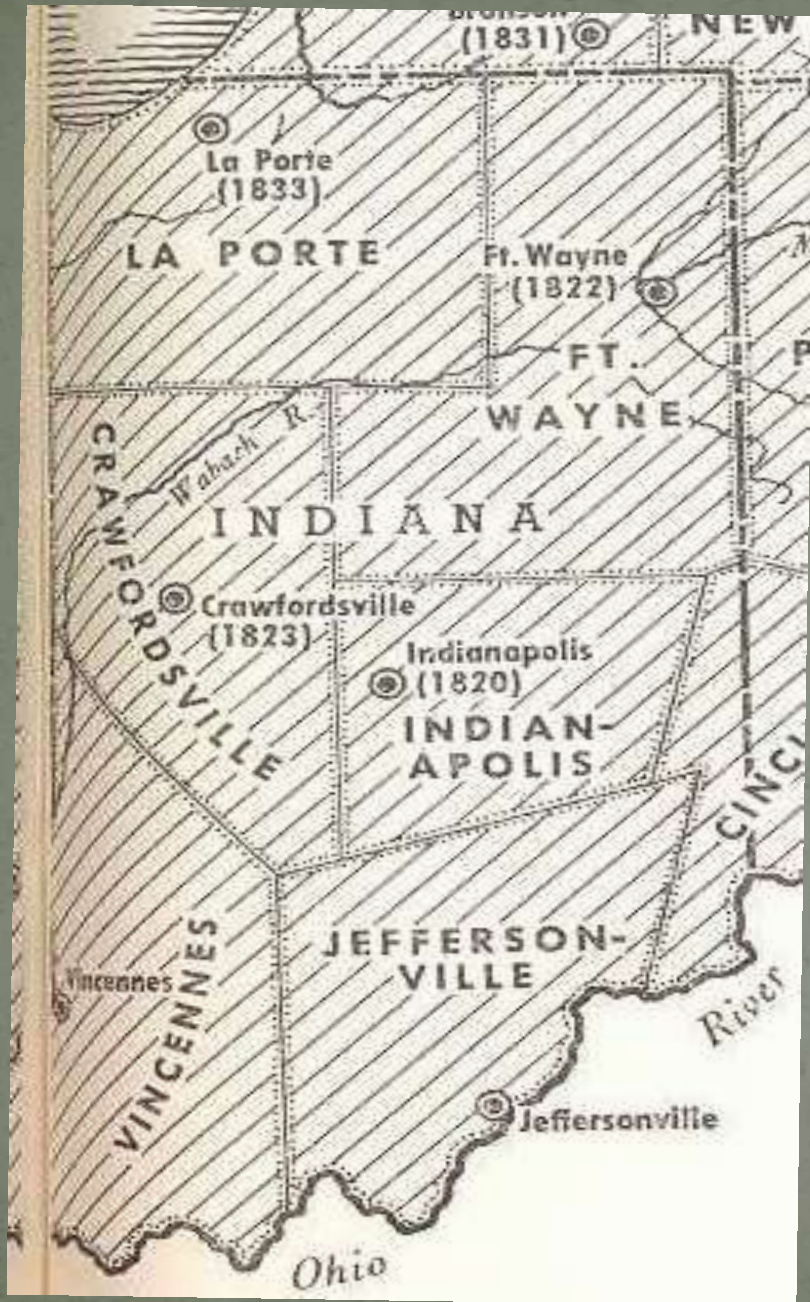 (1831)
NEW
La Porte
(1833)
LA PORTE
Ft. Wayne
(1822)
FT.
WAYNE
Wabash R.
CRAWFORDSVILLE
INDIANA
Crawfordsville
(1823)
Indianapolis
(1820)
INDIAN-
APOLIS
CINCI
JEFFERSON-
VILLE
Vincennes
VINCENNES
River
Jeffersonville
Ohio